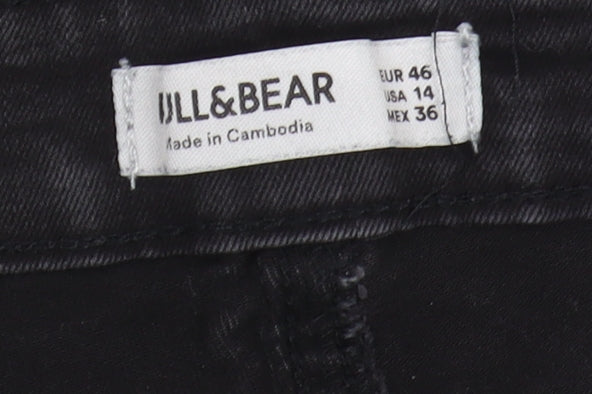 ULL&BEAR
Made in Cambodia
EUR 46
USA 14
MEX 36